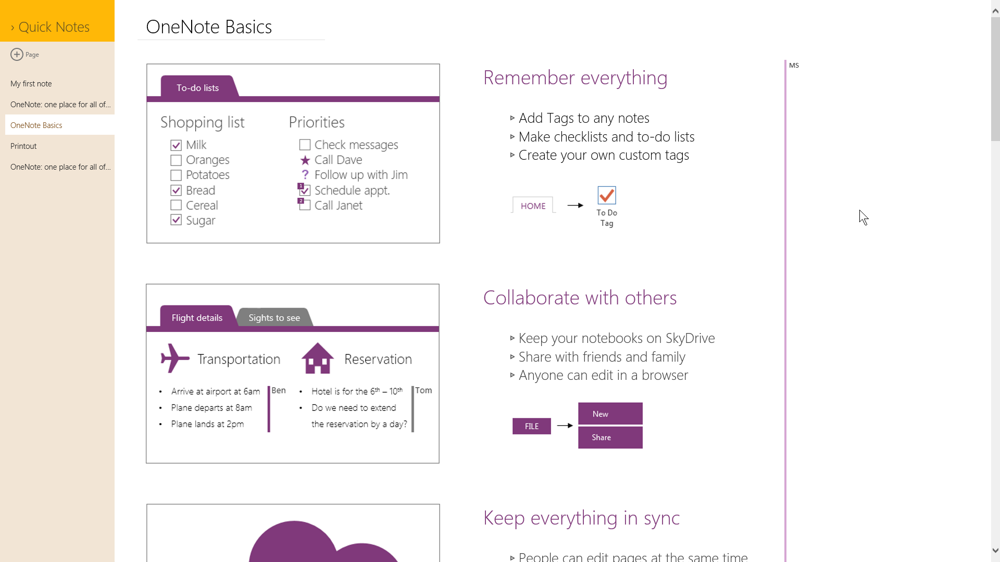 › Quick Notes
Page
My first note
OneNote: one place for all of...
OneNote Basics
Printout
OneNote: one place for all of...
OneNote Basics
To-do lists
Shopping list
Milk
Oranges
Potatoes
Bread
Cereal
Sugar
Priorities
Check messages
Call Dave
? Follow up with Jim
1 Schedule appt.
2 Call Janet
Remember everything
Add Tags to any notes
Make checklists and to-do lists
Create your own custom tags
HOME
To Do
Tag
MS
Flight details
Sights to see
Transportation
• Arrive at airport at 6am
• Plane departs at 8am
• Plane lands at 2pm
Ben
Reservation
• Hotel is for the 6th – 10th
• Do we need to extend
the reservation by a day?
Tom
Collaborate with others
Keep your notebooks on SkyDrive
Share with friends and family
Anyone can edit in a browser
FILE
New
Share
Keep everything in sync
People can edit pages at the same time